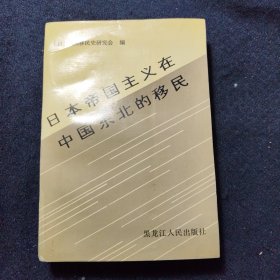 移民史研究会 编
日本帝国主义在
中国东北的移民
黑龙江人民出版社